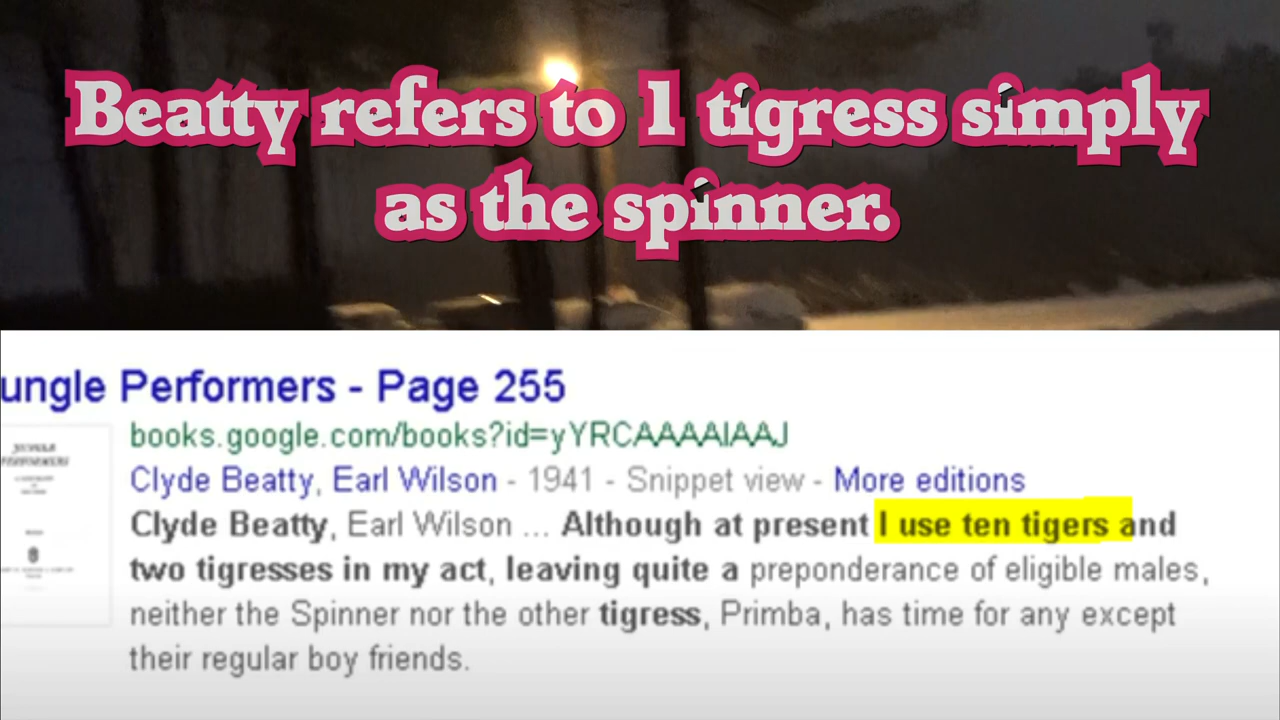 Beatty refers to 1 tigress simply
as the spinner.
ungle Performers - Page 255
books.google.com/books?id=yYRCAAAAIAAJ
Clyde Beatty, Earl Wilson - 1941 - Snippet view - More editions
Clyde Beatty, Earl Wilson ... Although at present I use ten tigers and
two tigresses in my act, leaving quite a preponderance of eligible males,
neither the Spinner nor the other tigress, Primba, has time for any except
their regular boy friends.
JUNGLE
PERFORMERS